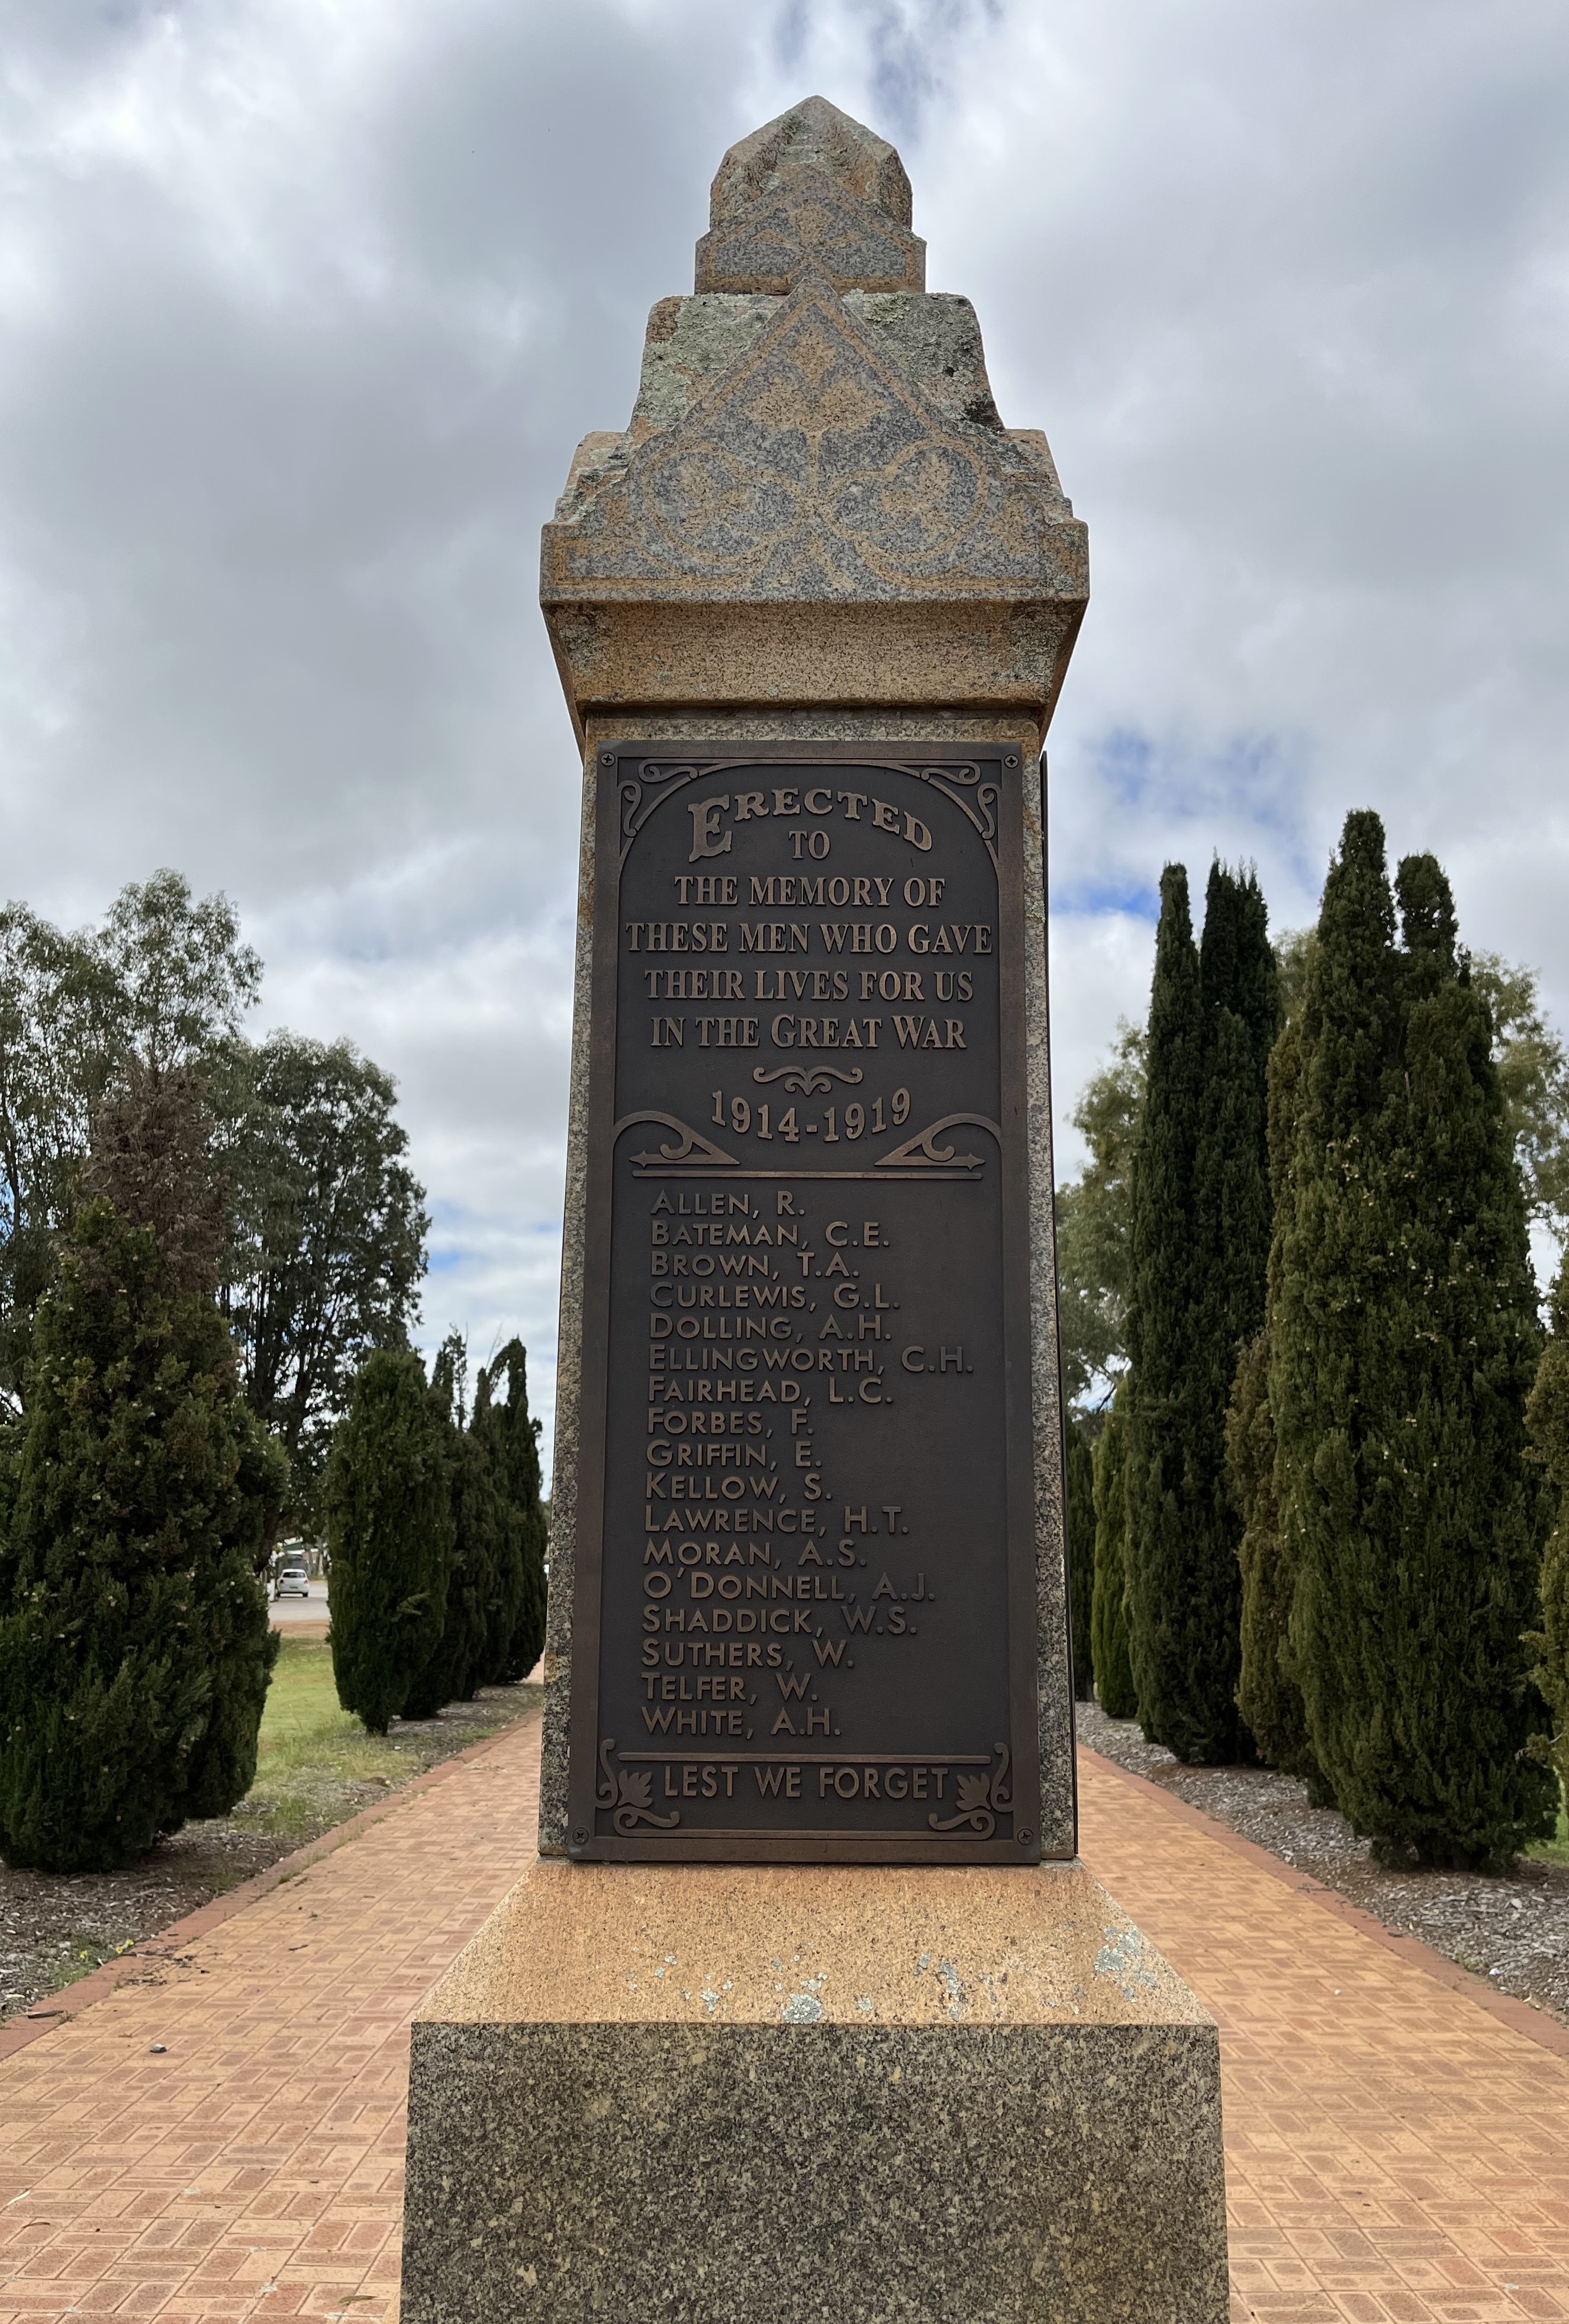 ERECTED
TO
THE MEMORY OF
THESE MEN WHO GAVE
THEIR LIVES FOR US
IN THE GREAT WAR
1914-1919
ALLEN, R.
BATEMAN, C.E.
BROWN, T.A.
CURLEWIS, G.L.
DOLLING, A.H.
ELLINGWORTH, C.H.
FAIRHEAD, L.C.
FORBES, F.
GRIFFIN, E.
KELLOW, S.
LAWRENCE, H.T.
MORAN, A.S.
O'DONNELL, A.J.
SHADDICK, W.S.
SUTHERS, W.
TELFER, W.
WHITE, A.H.
LEST WE FORGET